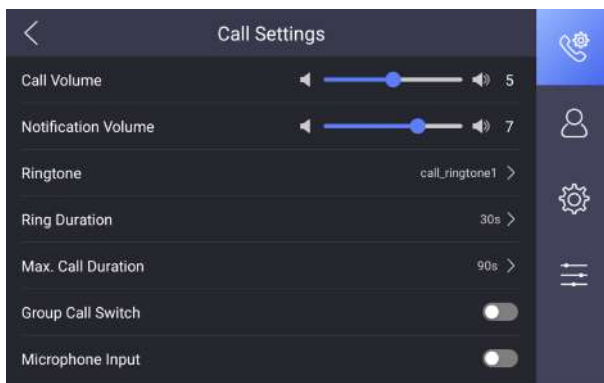 Call Settings
Call Volume 5
Notification Volume 7
Ringtone call_ringtone1
Ring Duration 30s
Max. Call Duration 90s
Group Call Switch
Microphone Input